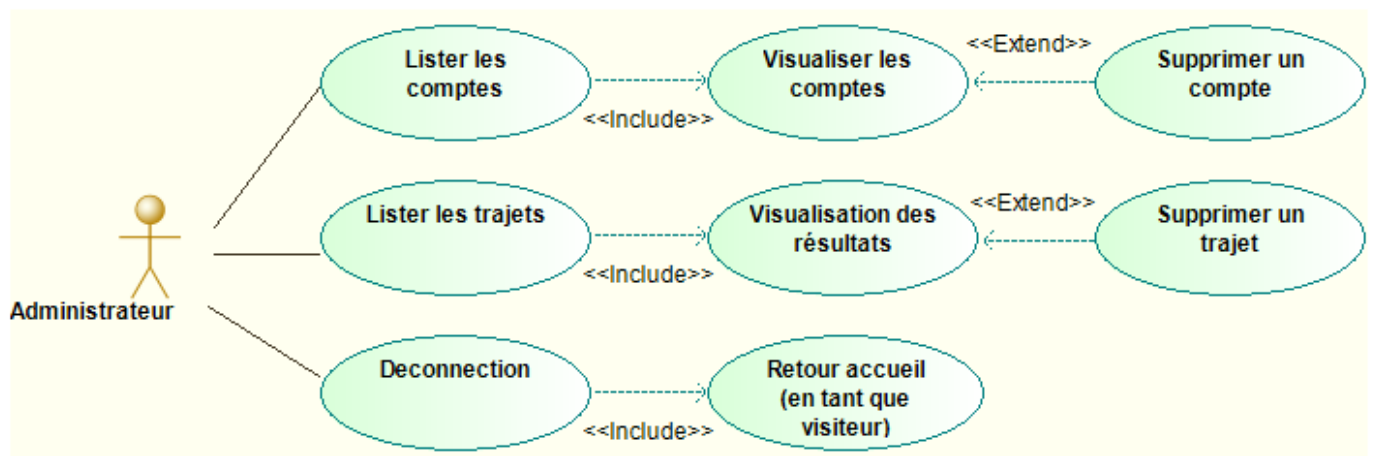 Lister les
comptes
<<Include>>
Visualiser les
comptes
<<Extend>>
Supprimer un
compte
Administrateur
Lister les trajets
<<Include>>
Visualisation des
résultats
<<Extend>>
Supprimer un
trajet
Deconnection
<<Include>>
Retour accueil
(en tant que
visiteur)